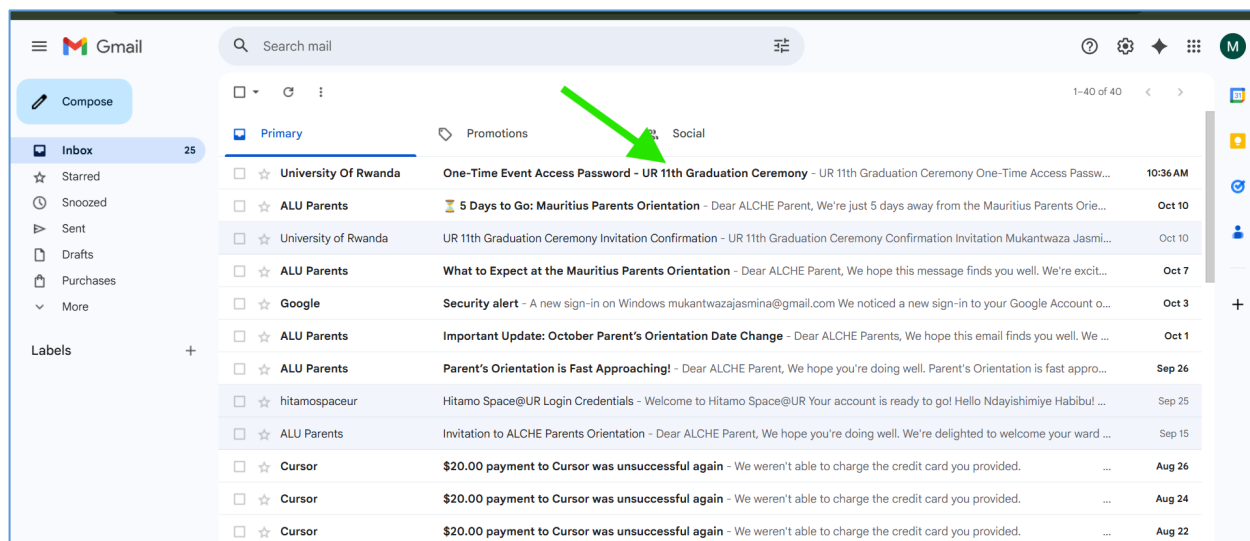 Gmail
Search mail
M
Compose
1–40 of 40
31
Primary
Promotions
Social
Inbox 25
Starred
Snoozed
Sent
Drafts
Purchases
More
Labels
University Of Rwanda One-Time Event Access Password - UR 11th Graduation Ceremony - UR 11th Graduation Ceremony One-Time Access Passw... 10:36 AM
ALU Parents ⏳ 5 Days to Go: Mauritius Parents Orientation - Dear ALCHE Parent, We're just 5 days away from the Mauritius Parents Orie... Oct 10
University of Rwanda UR 11th Graduation Ceremony Invitation Confirmation - UR 11th Graduation Ceremony Confirmation Invitation Mukantwaza Jasmi... Oct 10
ALU Parents What to Expect at the Mauritius Parents Orientation - Dear ALCHE Parent, We hope this message finds you well. We're excit... Oct 7
Google Security alert - A new sign-in on Windows mukantwazajasmina@gmail.com We noticed a new sign-in to your Google Account o... Oct 3
ALU Parents Important Update: October Parent’s Orientation Date Change - Dear ALCHE Parents, We hope this email finds you well. We ... Oct 1
ALU Parents Parent’s Orientation is Fast Approaching! - Dear ALCHE Parent, We hope you're doing well. Parent's Orientation is fast appro... Sep 26
hitamospaceur Hitamo Space@UR Login Credentials - Welcome to Hitamo Space@UR Your account is ready to go! Hello Ndayishimiye Habibu! ... Sep 25
ALU Parents Invitation to ALCHE Parents Orientation - Dear ALCHE Parent, We hope you're doing well. We're delighted to welcome your ward ... Sep 15
Cursor $20.00 payment to Cursor was unsuccessful again - We weren't able to charge the credit card you provided. ... Aug 26
Cursor $20.00 payment to Cursor was unsuccessful again - We weren't able to charge the credit card you provided. ... Aug 24
Cursor $20.00 payment to Cursor was unsuccessful again - We weren't able to charge the credit card you provided. ... Aug 22